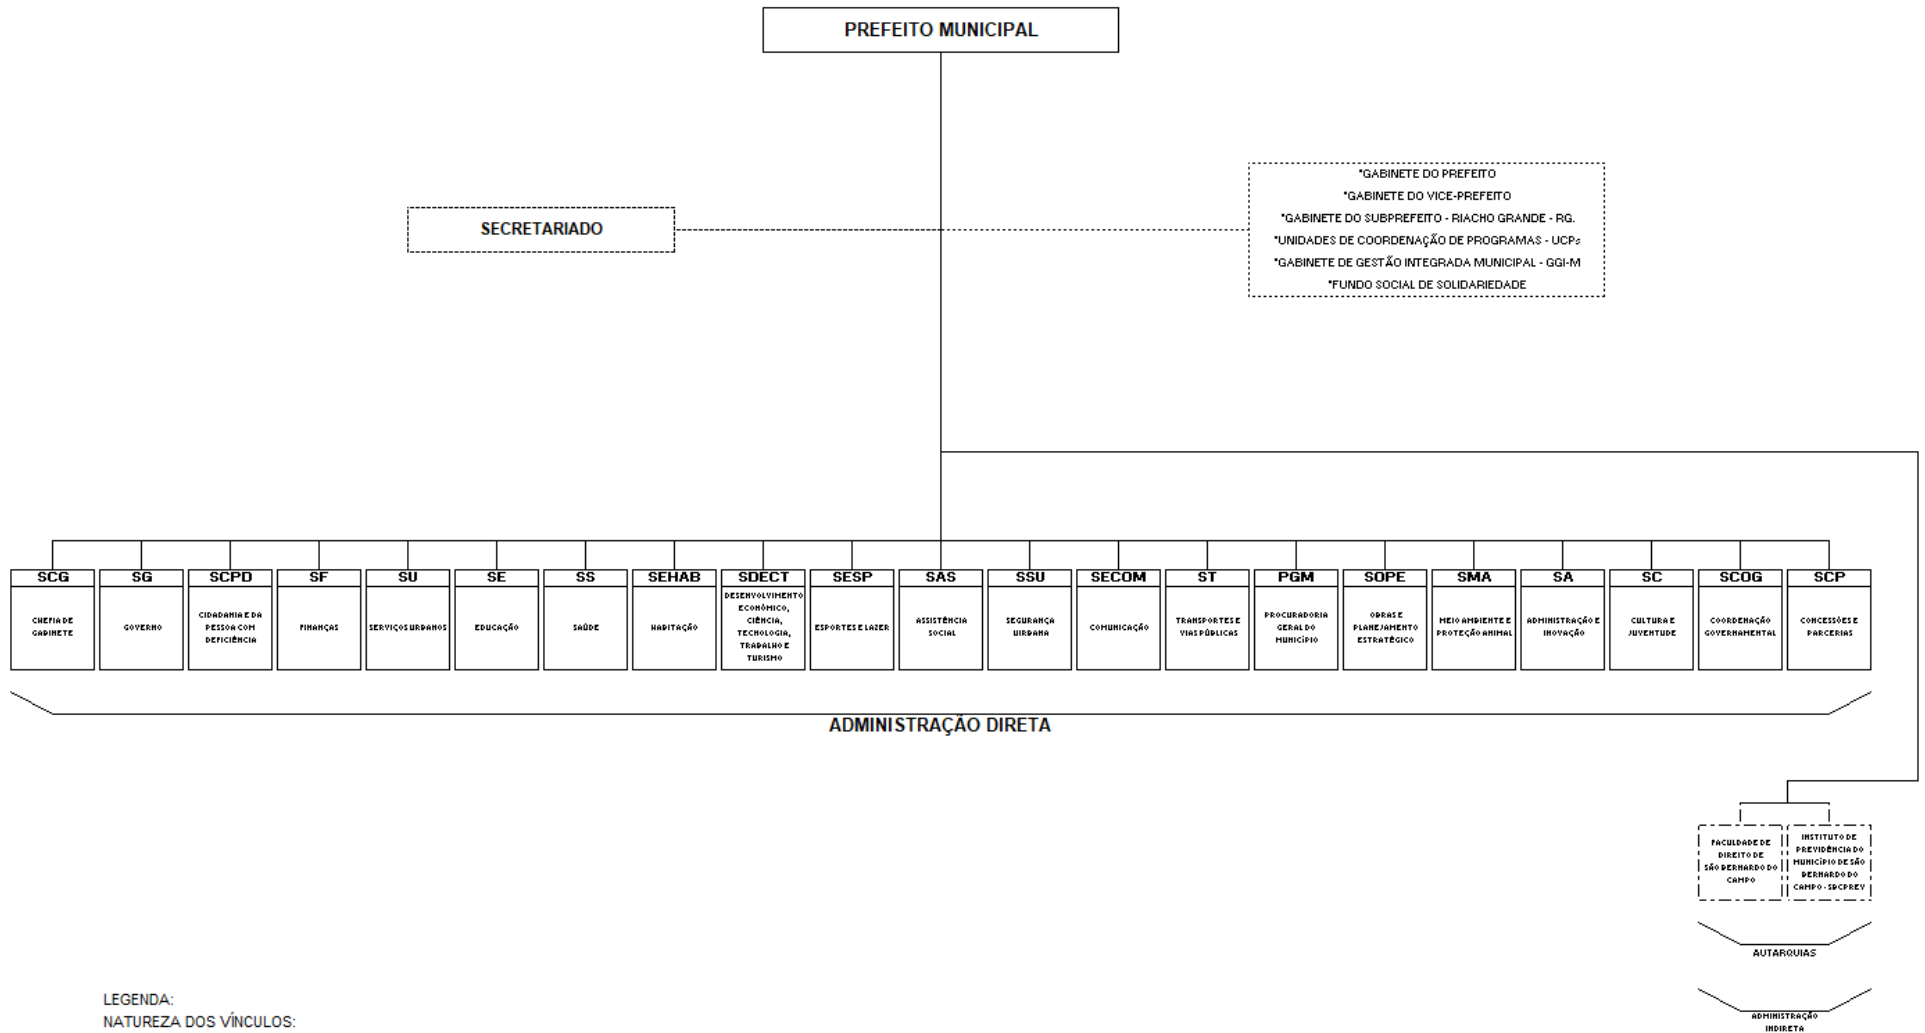 PREFEITO MUNICIPAL
*GABINETE DO PREFEITO
*GABINETE DO VICE-PREFEITO
*GABINETE DO SUBPREFEITO - RIACHO GRANDE - RG.
*UNIDADES DE COORDENAÇÃO DE PROGRAMAS - UCPs
*GABINETE DE GESTÃO INTEGRADA MUNICIPAL - GGI-M
*FUNDO SOCIAL DE SOLIDARIEDADE
SECRETARIADO
SCG
CHEFIA DE
GABINETE
SG
GOVERNO
SCPD
CIDADANIA E DA
PESSOA COM
DEFICIÊNCIA
SF
FINANÇAS
SU
SERVIÇOS URBANOS
SE
EDUCAÇÃO
SS
SAÚDE
SEHAB
HABITAÇÃO
SDECT
DESENVOLVIMENTO
ECONÔMICO,
CIÊNCIA,
TECNOLOGIA,
TRABALHO E
TURISMO
SESP
ESPORTES E LAZER
SAS
ASSISTÊNCIA
SOCIAL
SSU
SEGURANÇA
UIRBANA
SECOM
COMUNICAÇÃO
ST
TRANSPORTES E
VIAS PÚBLICAS
PGM
PROCURADORIA
GERAL DO
MUNICÍPIO
SOPE
OBRAS E
PLANEJAMENTO
ESTRATÉGICO
SMA
MEIO AMBIENTE E
PROTEÇÃO ANIMAL
SA
ADMINISTRAÇÃO E
INOVAÇÃO
SC
CULTURA E
JUVENTUDE
SCOG
COORDENAÇÃO
GOVERNAMENTAL
SCP
CONCESSÕES E
PARCERIAS
ADMINISTRAÇÃO DIRETA
FACULDADE DE
DIREITO DE
SÃO BERNARDO DO
CAMPO
INSTITUTO DE
PREVIDÊNCIA DO
MUNICÍPIO DE SÃO
BERNARDO DO
CAMPO - SBCPREV
AUTARQUIAS
ADMINISTRAÇÃO
INDIRETA
LEGENDA:
NATUREZA DOS VÍNCULOS: